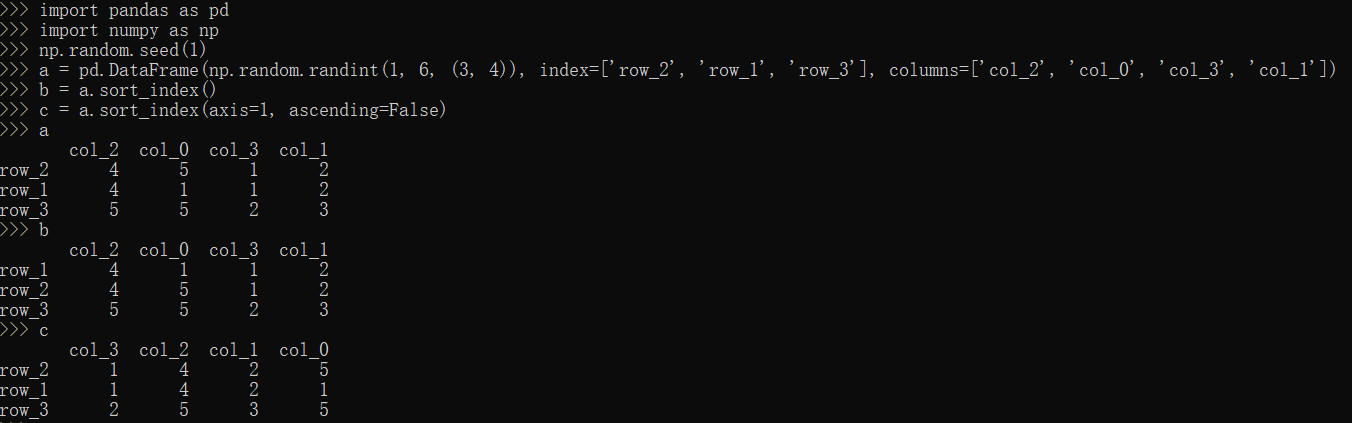 >>> import pandas as pd
>>> import numpy as np
>>> np.random.seed(1)
>>> a = pd.DataFrame(np.random.randint(1, 6, (3, 4)), index=['row_2', 'row_1', 'row_3'], columns=['col_2', 'col_0', 'col_3', 'col_1'])
>>> b = a.sort_index()
>>> c = a.sort_index(axis=1, ascending=False)
>>> a
       col_2  col_0  col_3  col_1
row_2      4      5      1      2
row_1      4      1      1      2
row_3      5      5      2      3
>>> b
       col_2  col_0  col_3  col_1
row_1      4      1      1      2
row_2      4      5      1      2
row_3      5      5      2      3
>>> c
       col_3  col_2  col_1  col_0
row_2      1      4      2      5
row_1      1      4      2      1
row_3      2      5      3      5